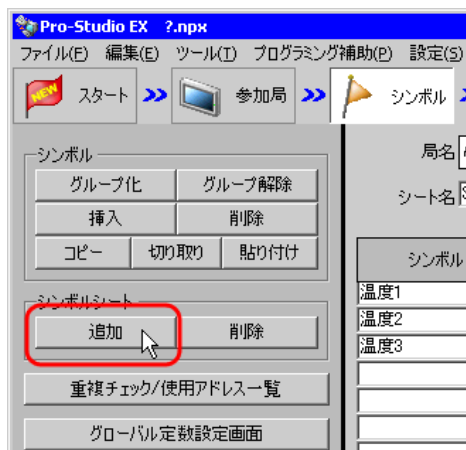 Pro-Studio EX ?.npx
ファイル(F) 編集(E) ツール(T) プログラミング補助(P) 設定(S)
NEW スタート 参加局 シンボル
シンボル
グループ化 グループ解除
挿入 削除
コピー 切り取り 貼り付け
シンボルシート
追加 削除
重複チェック/使用アドレス一覧
グローバル定数設定画面
局名
シート名
シンボル
温度1
温度2
温度3